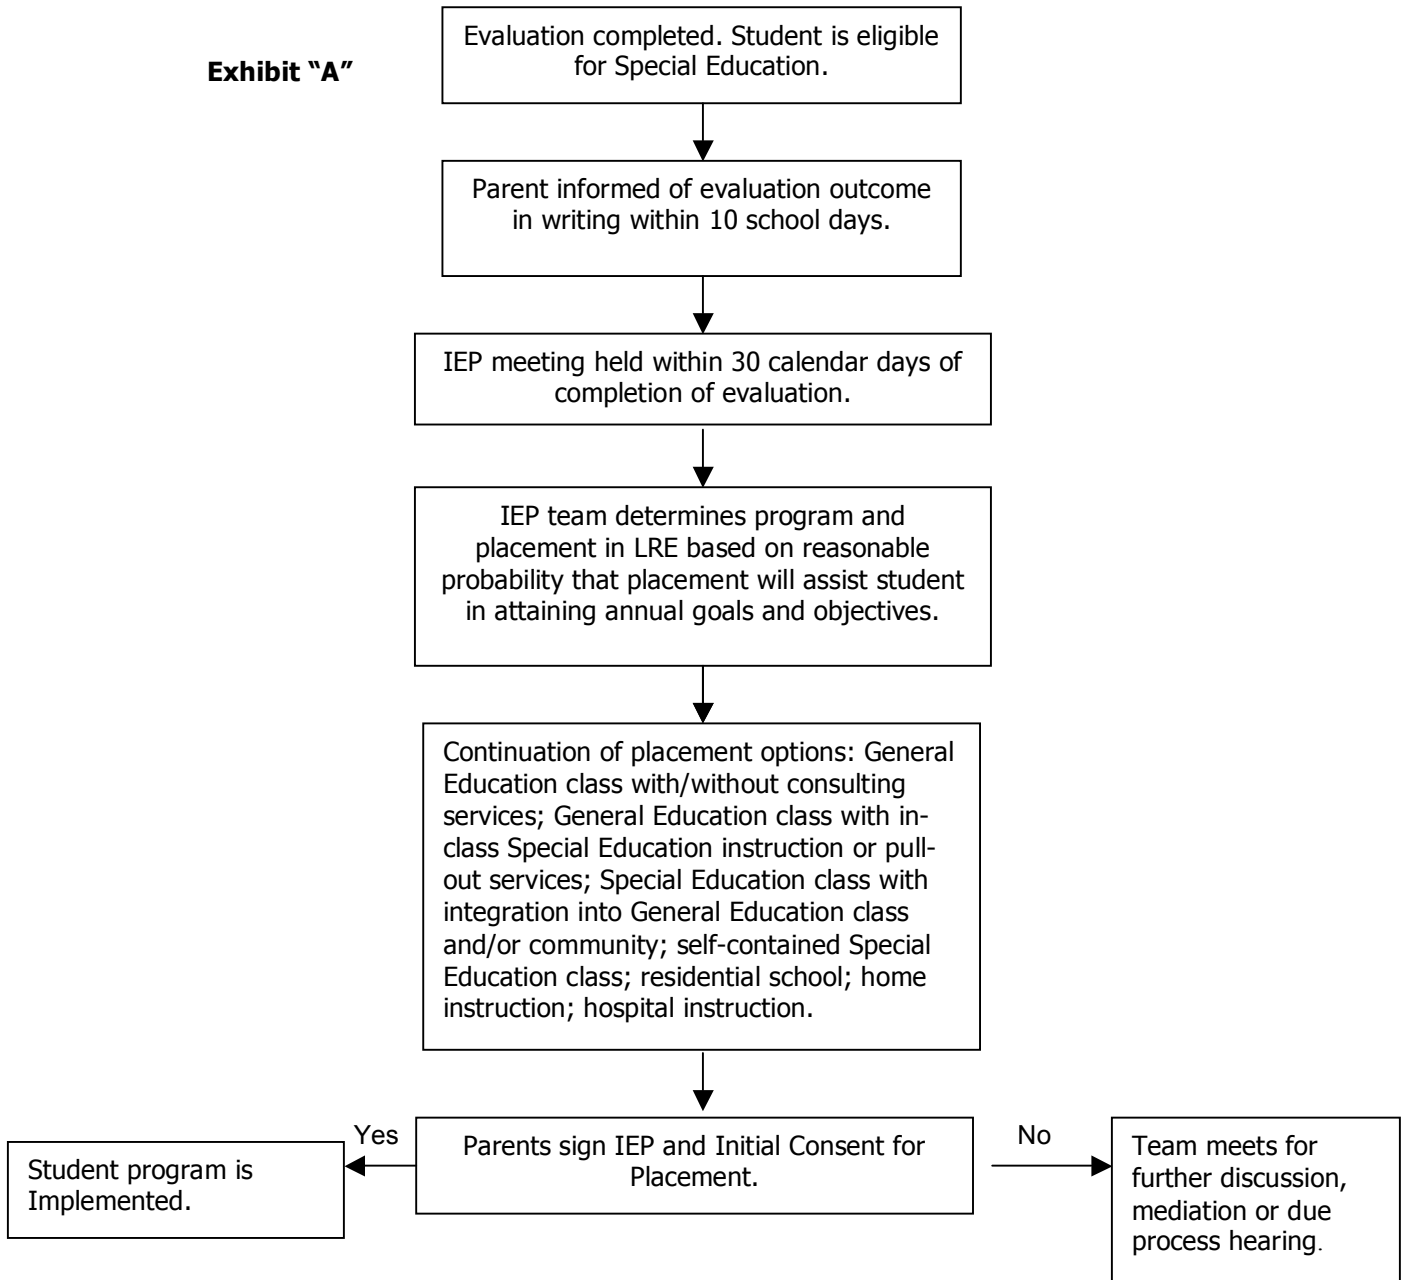 Exhibit “A”
Evaluation completed. Student is eligible
for Special Education.
Parent informed of evaluation outcome
in writing within 10 school days.
IEP meeting held within 30 calendar days of
completion of evaluation.
IEP team determines program and
placement in LRE based on reasonable
probability that placement will assist student
in attaining annual goals and objectives.
Continuation of placement options: General
Education class with/without consulting
services; General Education class with in-
class Special Education instruction or pull-
out services; Special Education class with
integration into General Education class
and/or community; self-contained Special
Education class; residential school; home
instruction; hospital instruction.
Parents sign IEP and Initial Consent for
Placement.
Yes
Student program is
Implemented.
No
Team meets for
further discussion,
mediation or due
process hearing.